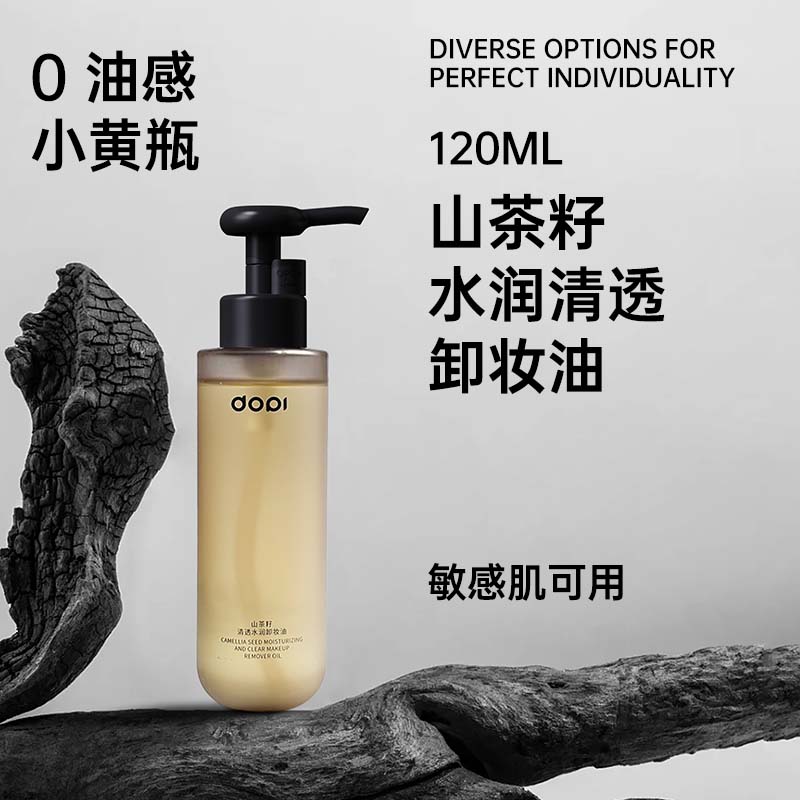 0 油感
小黄瓶
DIVERSE OPTIONS FOR
PERFECT INDIVIDUALITY
120ML
山茶籽
水润清透
卸妆油
敏感肌可用
dopi
山茶籽
清透水润卸妆油
CAMELLIA SEED MOISTURIZING
AND CLEAR MAKEUP
REMOVER OIL